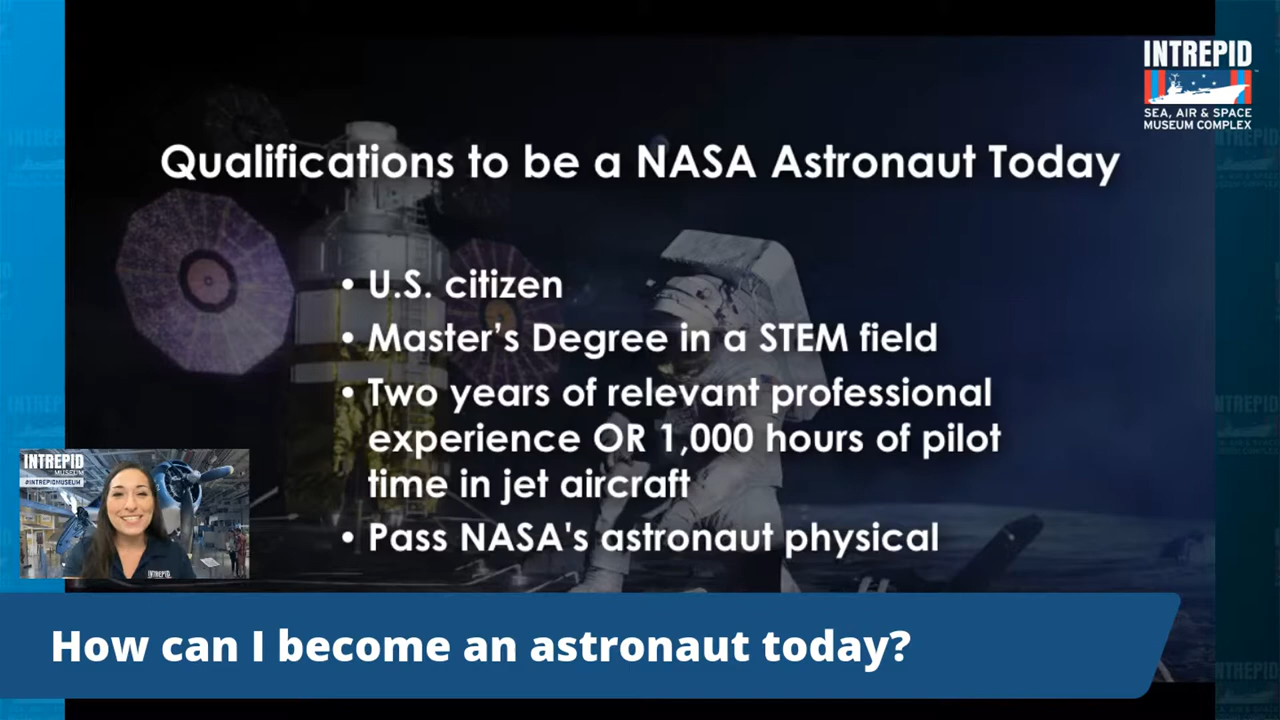 INTRÉPID
SEA, AIR & SPACE
MUSEUM COMPLEX
Qualifications to be a NASA Astronaut Today
• U.S. citizen
• Master's Degree in a STEM field
• Two years of relevant professional
experience OR 1,000 hours of pilot
time in jet aircraft
• Pass NASA's astronaut physical
INTREPID
MUSEUM
#INTREPIDMUSEUM
INTREPID
How can I become an astronaut today?